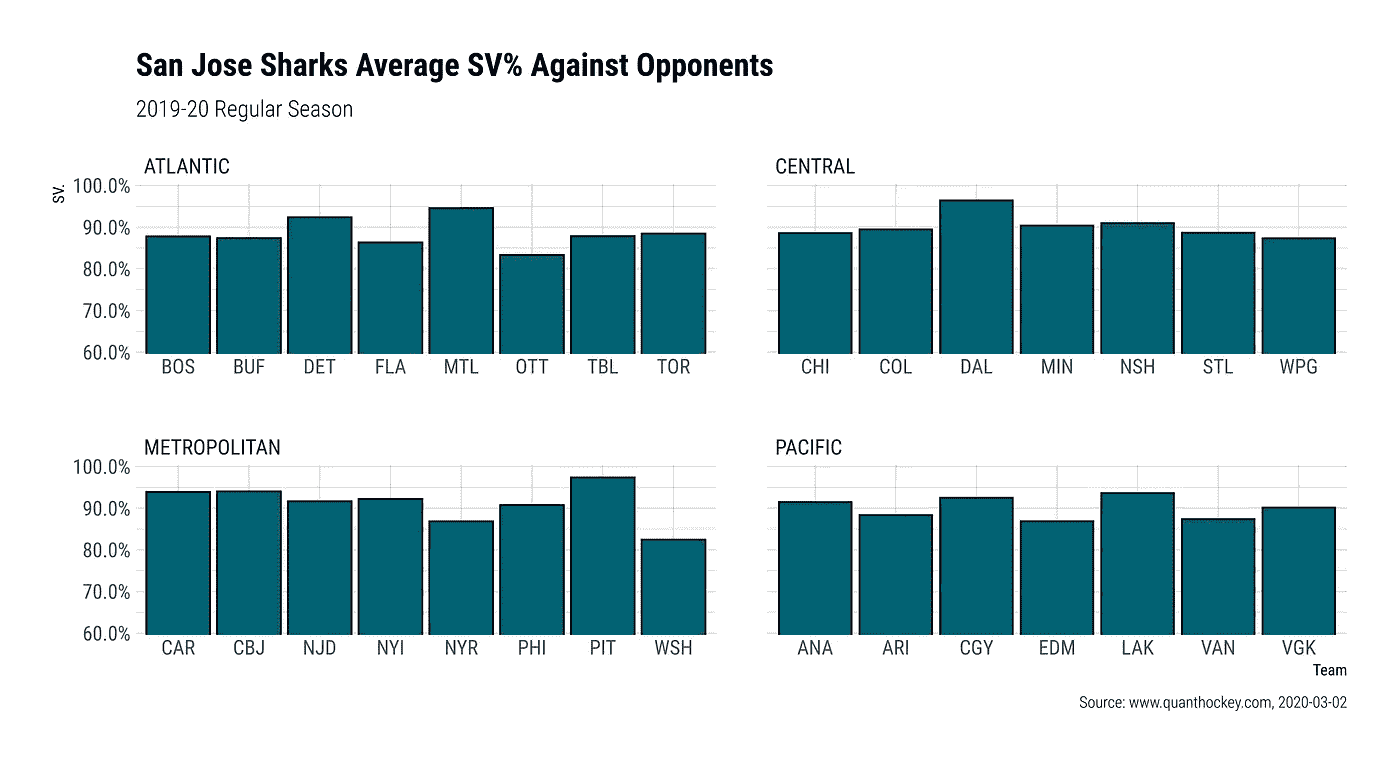 San Jose Sharks Average SV% Against Opponents
2019-20 Regular Season
ATLANTIC
SV.
100.0%
90.0%
80.0%
70.0%
60.0%
BOS BUF DET FLA MTL OTT TBL TOR
CENTRAL
CHI COL DAL MIN NSH STL WPG
METROPOLITAN
100.0%
90.0%
80.0%
70.0%
60.0%
CAR CBJ NJD NYI NYR PHI PIT WSH
PACIFIC
ANA ARI CGY EDM LAK VAN VGK
Team
Source: www.quanthockey.com, 2020-03-02